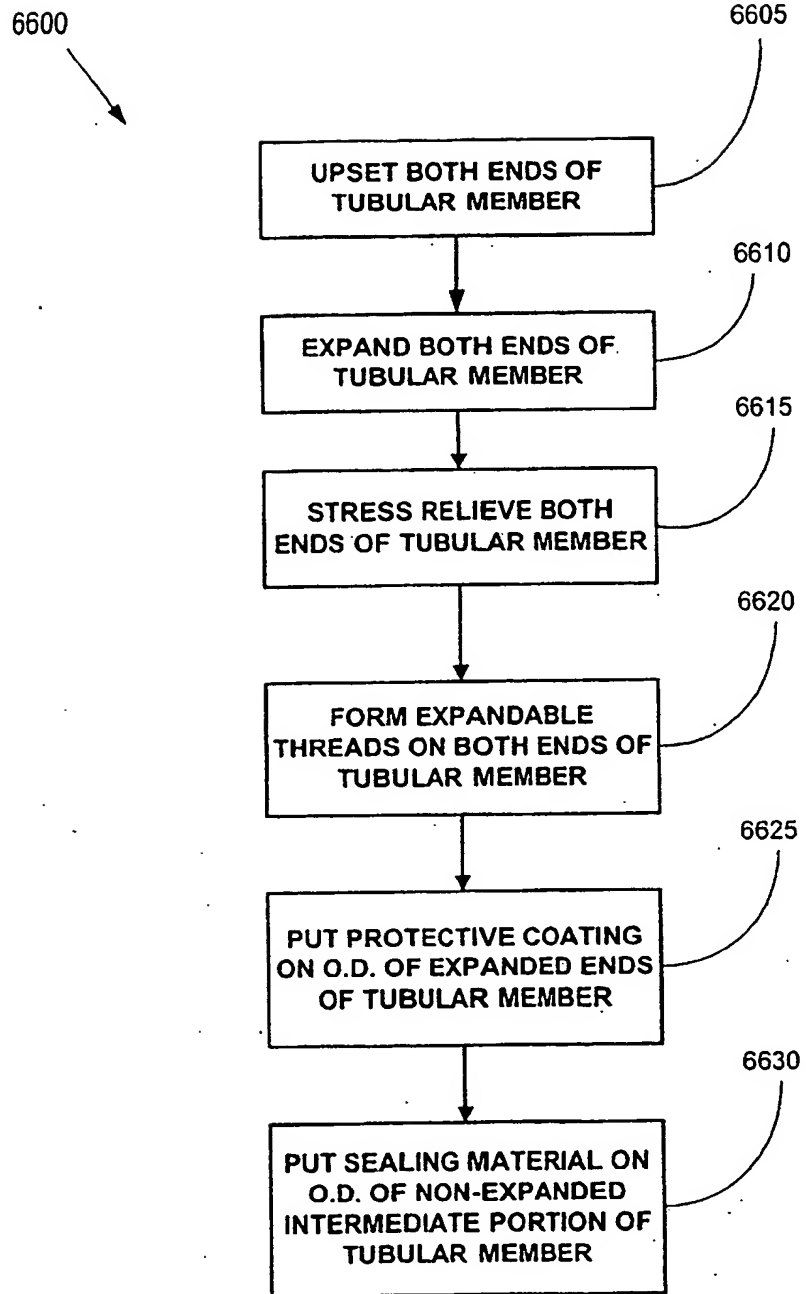 6600
6605
UPSET BOTH ENDS OF
TUBULAR MEMBER
6610
EXPAND BOTH ENDS OF
TUBULAR MEMBER
6615
STRESS RELIEVE BOTH
ENDS OF TUBULAR MEMBER
6620
FORM EXPANDABLE
THREADS ON BOTH ENDS OF
TUBULAR MEMBER
6625
PUT PROTECTIVE COATING
ON O.D. OF EXPANDED ENDS
OF TUBULAR MEMBER
6630
PUT SEALING MATERIAL ON
O.D. OF NON-EXPANDED
INTERMEDIATE PORTION OF
TUBULAR MEMBER